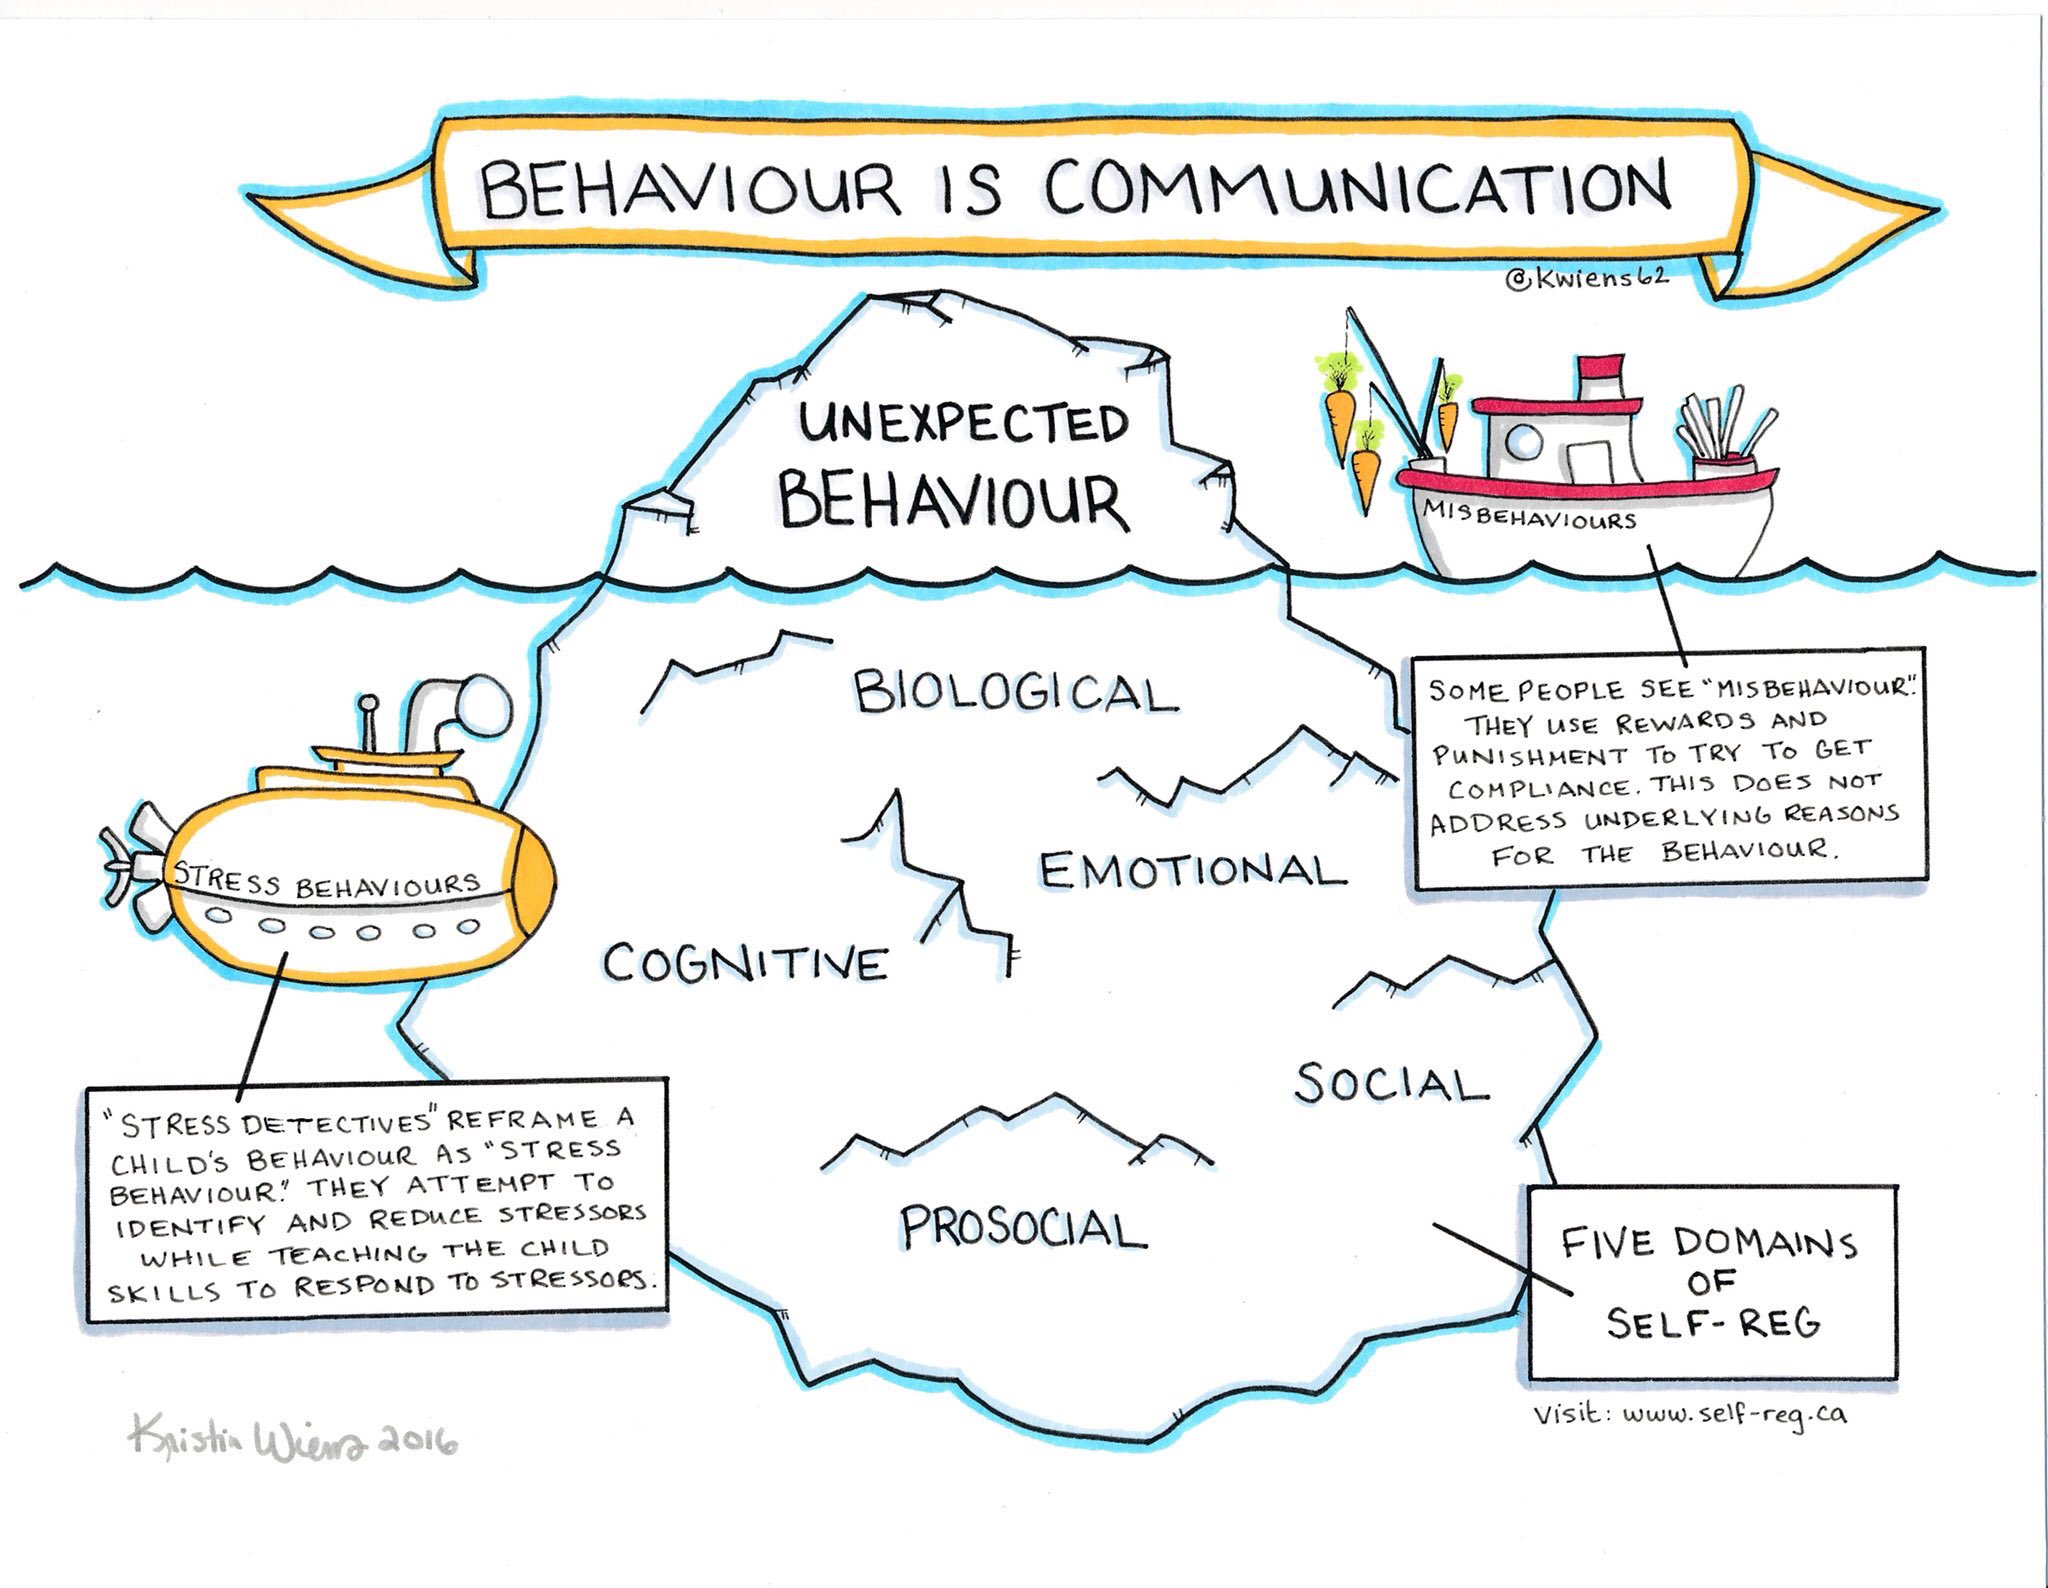 BEHAVIOUR IS COMMUNICATION
@Kwiens62
UNEXPECTED
BEHAVIOUR
MISBEHAVIOURS
SOME PEOPLE SEE "MISBEHAVIOUR."
THEY USE REWARDS AND
PUNISHMENT TO TRY TO GET
COMPLIANCE. THIS DOES NOT
ADDRESS UNDERLYING REASONS
FOR THE BEHAVIOUR.
BIOLOGICAL
EMOTIONAL
STRESS BEHAVIOURS
COGNITIVE
SOCIAL
"STRESS DETECTIVES" REFRAME A
CHILD'S BEHAVIOUR AS "STRESS
BEHAVIOUR." THEY ATTEMPT TO
IDENTIFY AND REDUCE STRESSORS
WHILE TEACHING THE CHILD
SKILLS TO RESPOND TO STRESSORS.
PROSOCIAL
FIVE DOMAINS
OF
SELF-REG
Visit: www.self-reg.ca
Kristin Wiens 2016